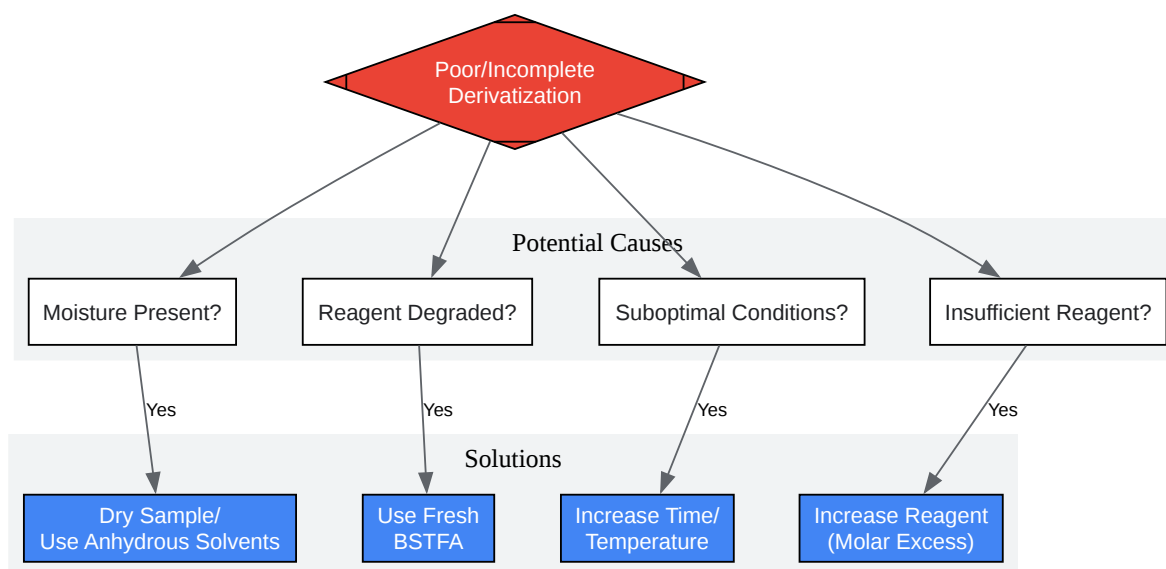 Poor/Incomplete
Derivatization
Potential Causes
Moisture Present?
Reagent Degraded?
Suboptimal Conditions?
Insufficient Reagent?
Yes
Yes
Yes
Yes
Solutions
Dry Sample/
Use Anhydrous Solvents
Use Fresh
BSTFA
Increase Time/
Temperature
Increase Reagent
(Molar Excess)